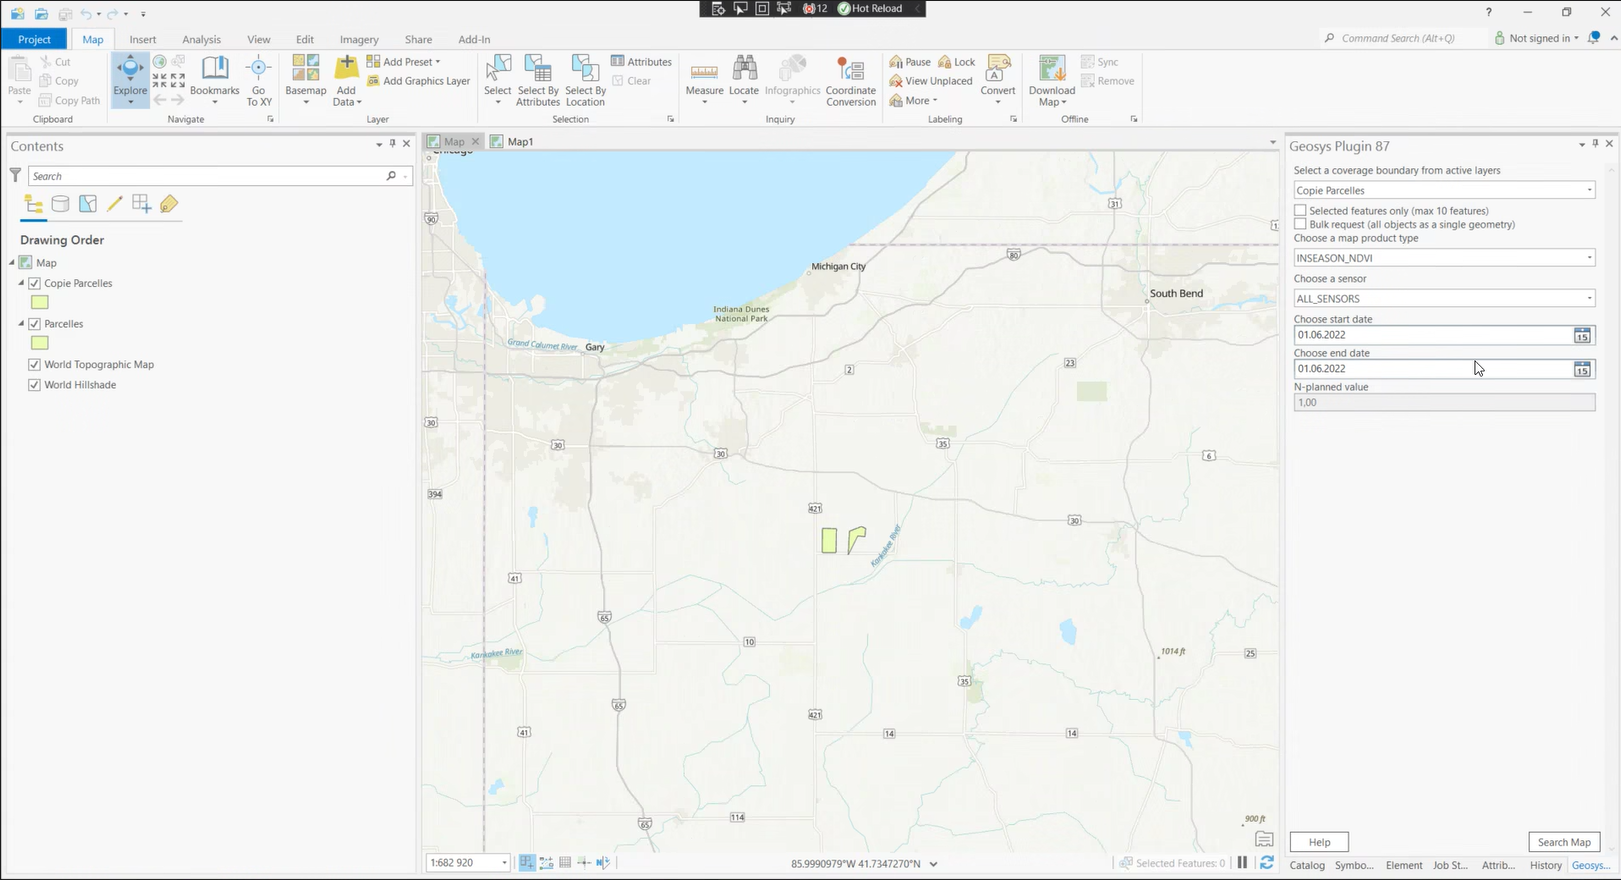 12 Hot Reload
?
Project Map Insert Analysis View Edit Imagery Share Add-In
Command Search (Alt+Q) Not signed in
Paste Cut Copy Copy Path
Clipboard
Explore Bookmarks Go To XY
Navigate
Basemap Add Data Add Preset Add Graphics Layer
Layer
Select Select By Attributes Select By Location Attributes Clear
Selection
Measure Locate Infographics Coordinate Conversion
Inquiry
Pause Lock View Unplaced More Convert
Labeling
Download Map Sync Remove
Offline
Contents
Search
Drawing Order
Map
Copie Parcelles
Parcelles
World Topographic Map
World Hillshade
Map Map1
Chicago
90
31
80
Michigan City
South Bend
Indiana Dunes
National Park
Grand Calumet River
Gary
2
23
30
30
30
35
6
394
421
30
Kankakee River
41
65
10
Kankakee River
1014 ft
25
35
65
421
41
14
14
114
65
900 ft
1:682 920
85.9990979°W 41.7347270°N
Selected Features: 0
Geosys Plugin 87
Select a coverage boundary from active layers
Copie Parcelles
Selected features only (max 10 features)
Bulk request (all objects as a single geometry)
Choose a map product type
INSEASON_NDVI
Choose a sensor
ALL_SENSORS
Choose start date
01.06.2022 15
Choose end date
01.06.2022 15
N-planned value
1,00
Help Search Map
Catalog Symbo... Element Job St... Attrib... History Geosys...